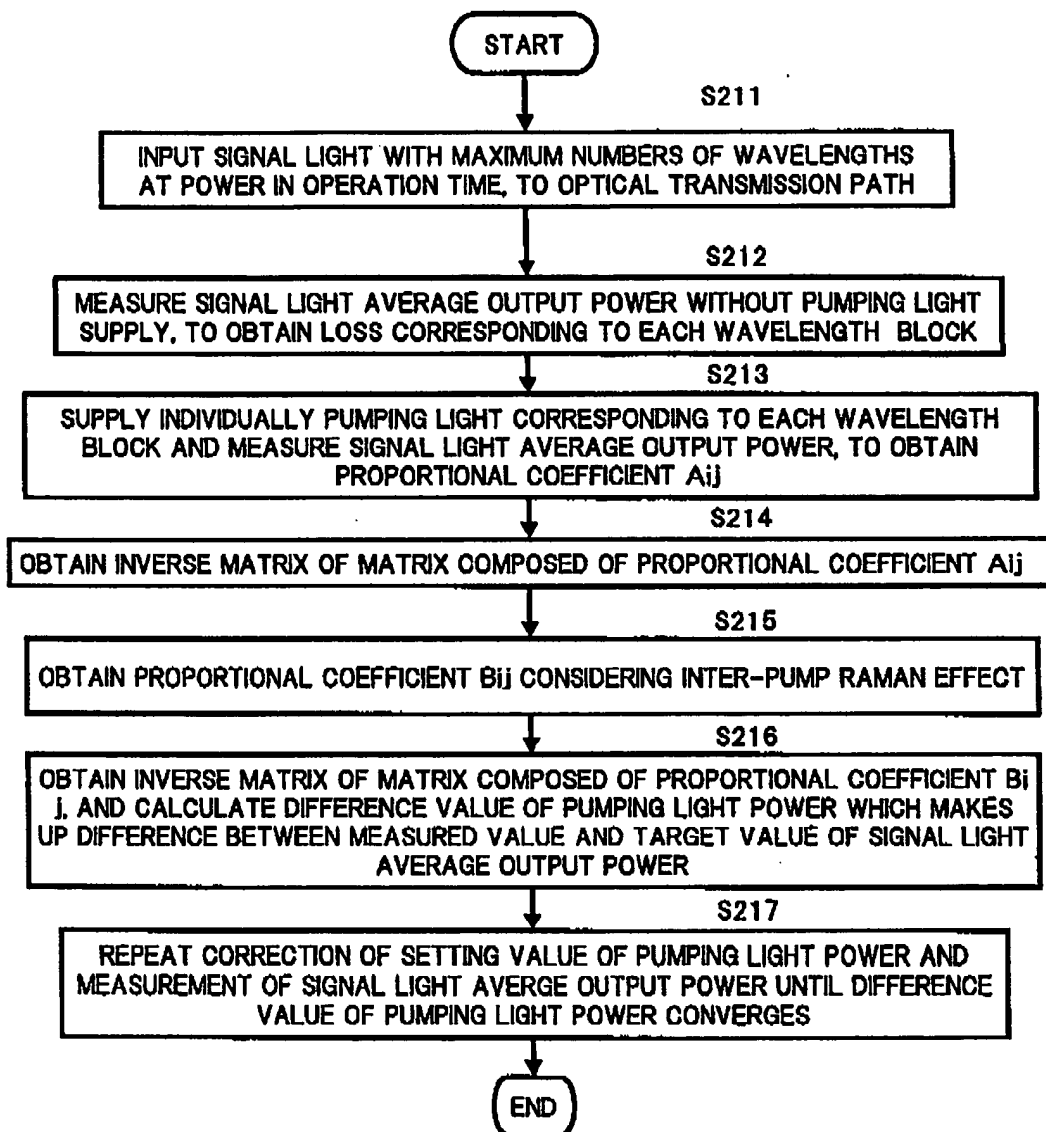 START
S211
INPUT SIGNAL LIGHT WITH MAXIMUM NUMBERS OF WAVELENGTHS
AT POWER IN OPERATION TIME, TO OPTICAL TRANSMISSION PATH
S212
MEASURE SIGNAL LIGHT AVERAGE OUTPUT POWER WITHOUT PUMPING LIGHT
SUPPLY, TO OBTAIN LOSS CORRESPONDING TO EACH WAVELENGTH BLOCK
S213
SUPPLY INDIVIDUALLY PUMPING LIGHT CORRESPONDING TO EACH WAVELENGTH
BLOCK AND MEASURE SIGNAL LIGHT AVERAGE OUTPUT POWER, TO OBTAIN
PROPORTIONAL COEFFICIENT Aij
S214
OBTAIN INVERSE MATRIX OF MATRIX COMPOSED OF PROPORTIONAL COEFFICIENT Aij
S215
OBTAIN PROPORTIONAL COEFFICIENT Bij CONSIDERING INTER-PUMP RAMAN EFFECT
S216
OBTAIN INVERSE MATRIX OF MATRIX COMPOSED OF PROPORTIONAL COEFFICIENT Bi
j, AND CALCULATE DIFFERENCE VALUE OF PUMPING LIGHT POWER WHICH MAKES
UP DIFFERENCE BETWEEN MEASURED VALUE AND TARGET VALUE OF SIGNAL LIGHT
AVERAGE OUTPUT POWER
S217
REPEAT CORRECTION OF SETTING VALUE OF PUMPING LIGHT POWER AND
MEASUREMENT OF SIGNAL LIGHT AVERGE OUTPUT POWER UNTIL DIFFERENCE
VALUE OF PUMPING LIGHT POWER CONVERGES
END